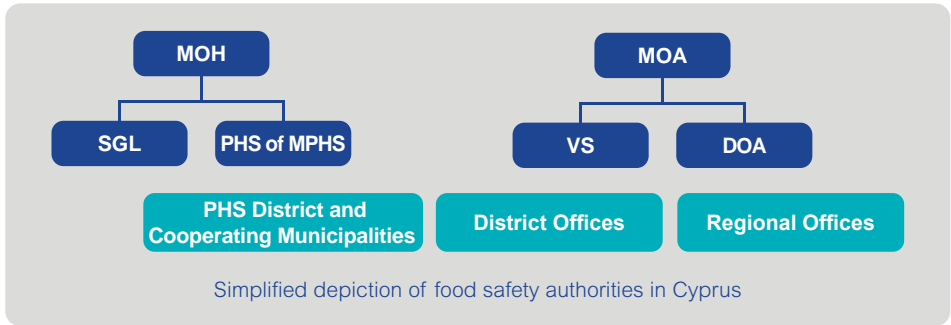 MOH
MOA
SGL
PHS of MPHS
VS
DOA
PHS District and
Cooperating Municipalities
District Offices
Regional Offices
Simplified depiction of food safety authorities in Cyprus